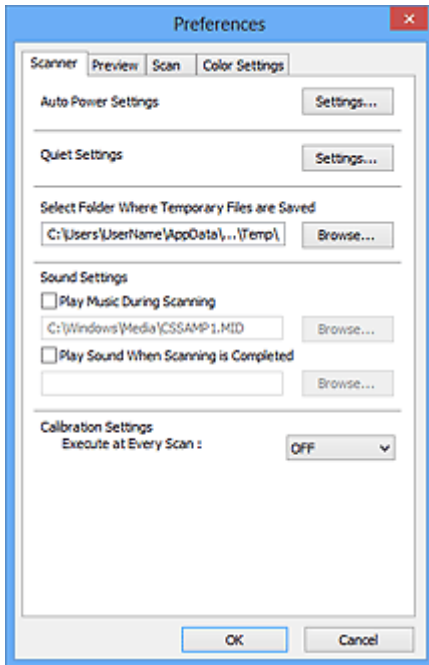 Preferences
Scanner Preview Scan Color Settings
Auto Power Settings Settings...
Quiet Settings Settings...
Select Folder Where Temporary Files are Saved
C:\Users\UserName\AppData\...\Temp\ Browse...
Sound Settings
Play Music During Scanning
C:\Windows\Media\CSSAMP1.MID Browse...
Play Sound When Scanning is Completed
Browse...
Calibration Settings
Execute at Every Scan : OFF
OK Cancel